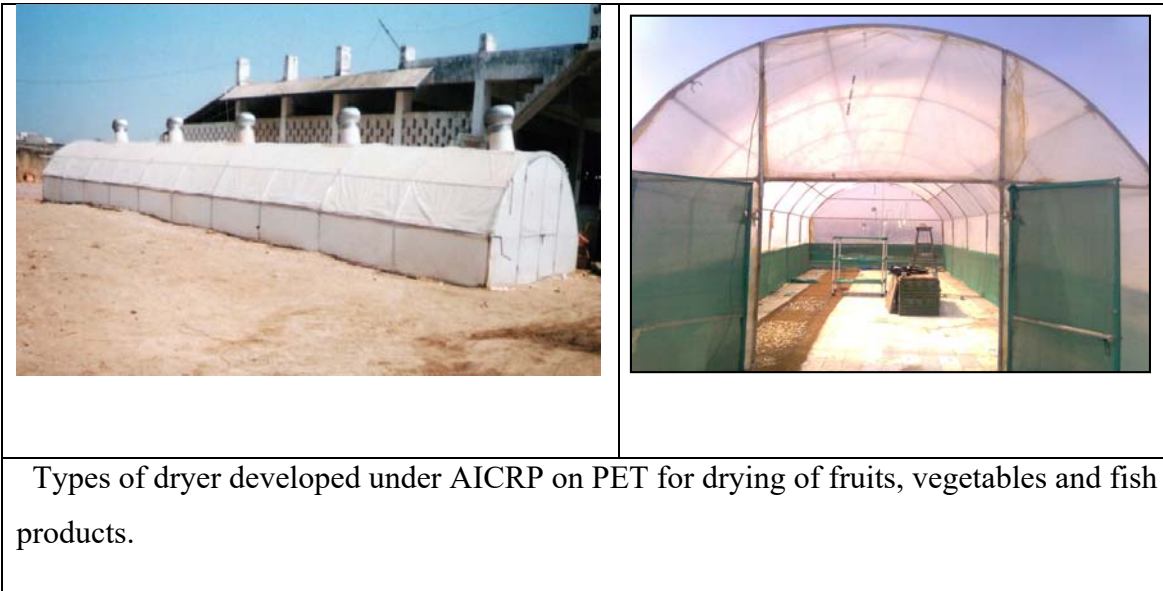 Types of dryer developed under AICRP on PET for drying of fruits, vegetables and fish
products.